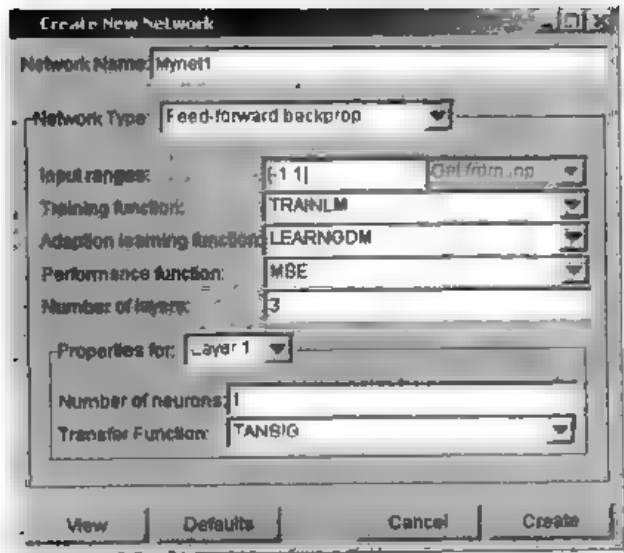 Create New Network
Network Name: Mynet1
Network Type: Feed-forward backprop
Input ranges: [-1 1] Get from inp
Training function: TRAINLM
Adaption learning function: LEARNGDM
Performance function: MSE
Number of layers: 3
Properties for: Layer 1
Number of neurons: 1
Transfer Function: TANSIG
View Defaults Cancel Create